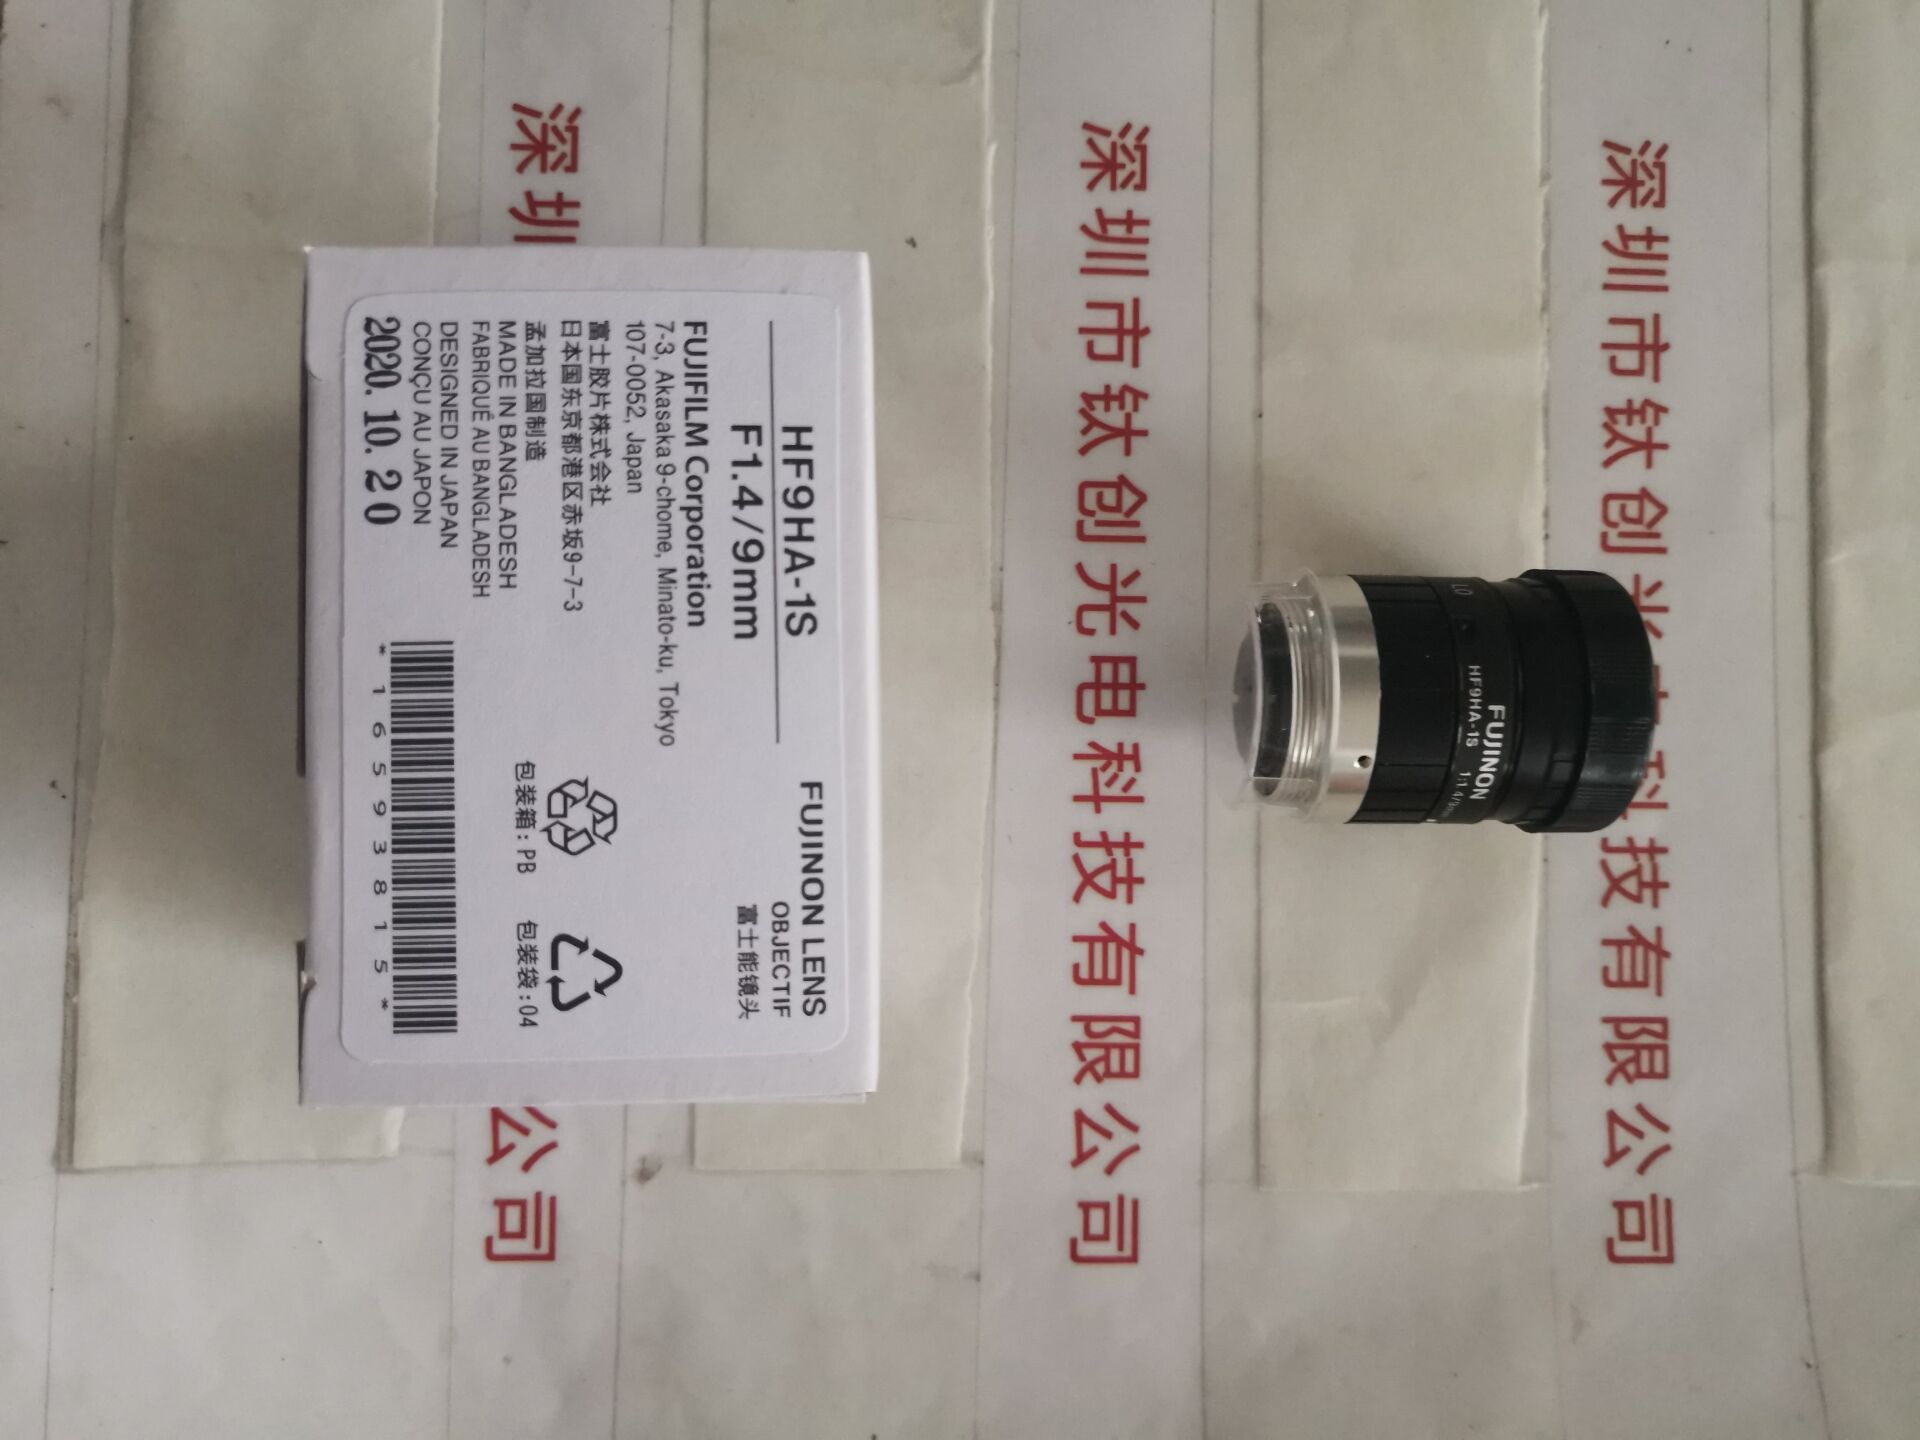 HF9HA-1S
F1.4/9mm
FUJINON LENS
OBJECTIF
富士能镜头
FUJIFILM Corporation
7-3, Akasaka 9-chome, Minato-ku, Tokyo
107-0052, Japan
富士胶片株式会社
日本国东京都港区赤坂9-7-3
孟加拉国制造
MADE IN BANGLADESH
FABRIQUÉ AU BANGLADESH
DESIGNED IN JAPAN
CONÇU AU JAPON
2020.10.20
包装箱:PB
包装袋:04
*16593815*
FUJINON
HF9HA-1S
深圳
公司
深圳市钛创光电科技有限公司
深圳市钛创光电科技有限公司